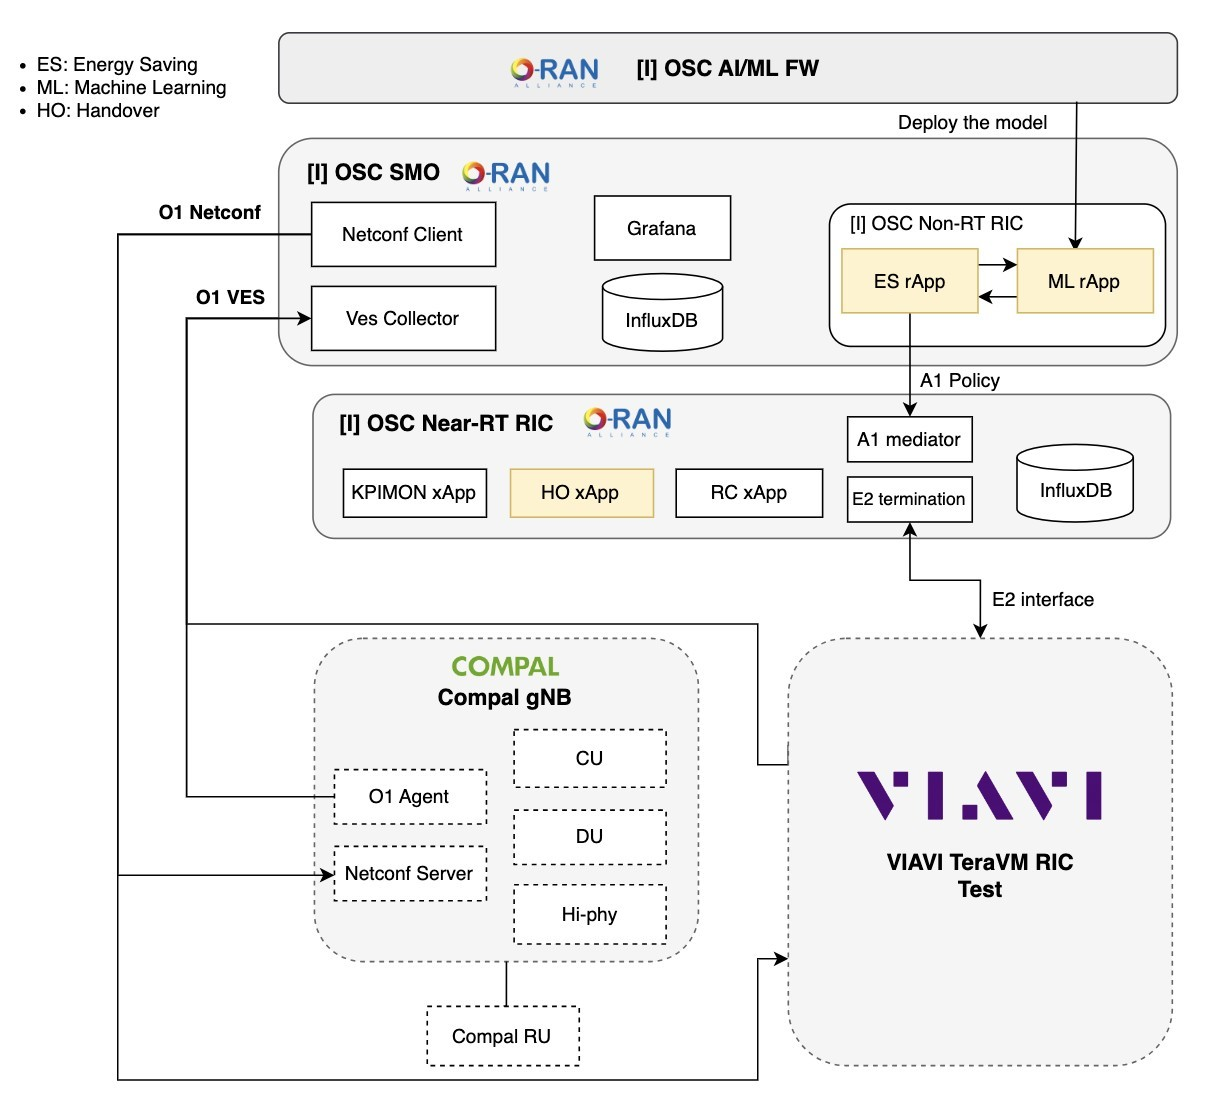 • ES: Energy Saving
• ML: Machine Learning
• HO: Handover
O-RAN
ALLIANCE
[I] OSC AI/ML FW
Deploy the model
[I] OSC SMO
O-RAN
ALLIANCE
O1 Netconf
Netconf Client
Grafana
[I] OSC Non-RT RIC
ES rApp
ML rApp
O1 VES
Ves Collector
InfluxDB
A1 Policy
[I] OSC Near-RT RIC
O-RAN
ALLIANCE
A1 mediator
KPIMON xApp
HO xApp
RC xApp
E2 termination
InfluxDB
E2 interface
COMPAL
Compal gNB
CU
O1 Agent
DU
Netconf Server
Hi-phy
Compal RU
VIAVI
VIAVI TeraVM RIC
Test